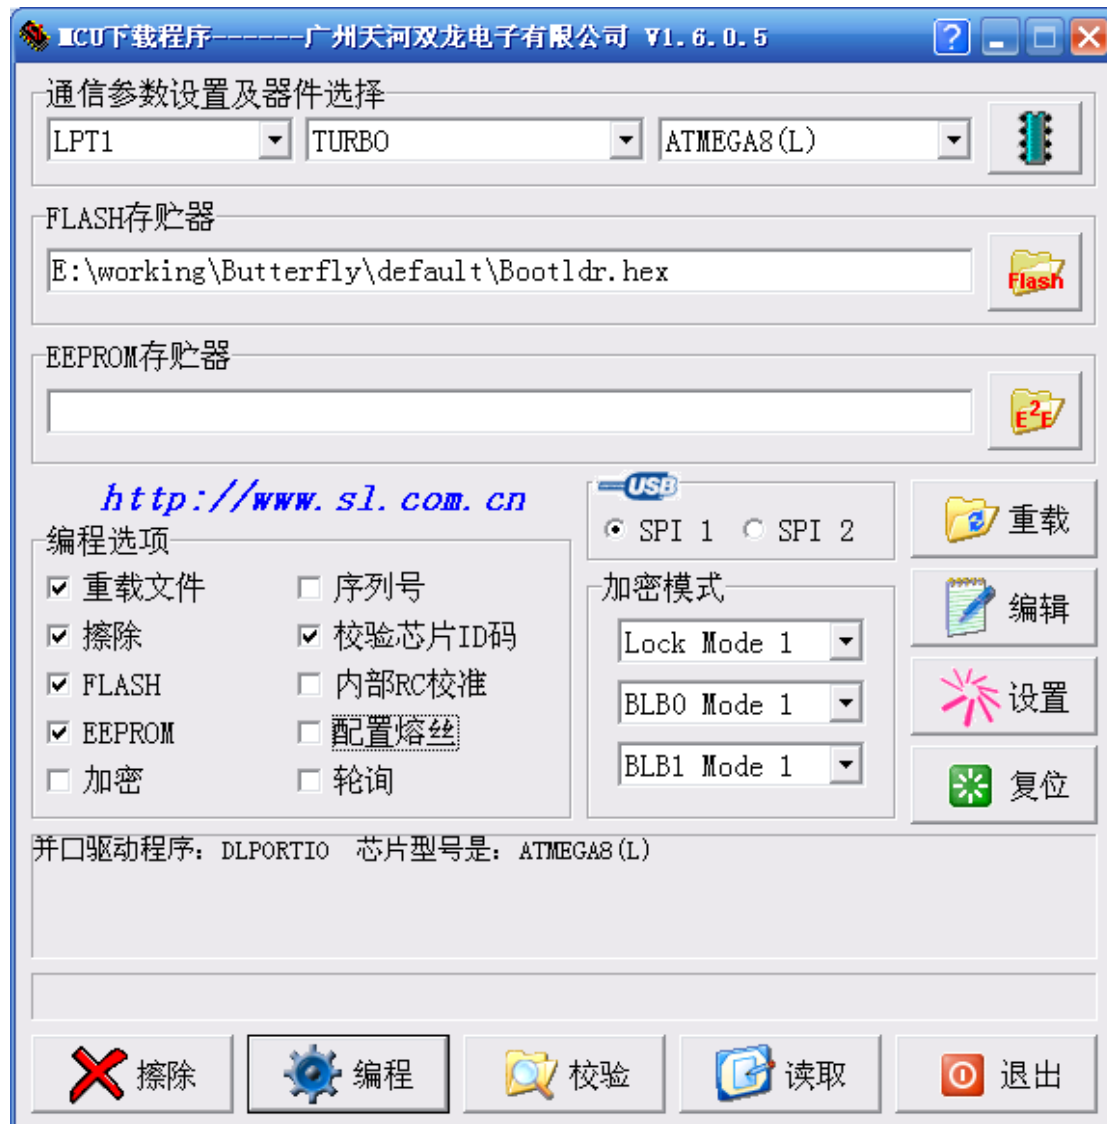 MCU下载程序------广州天河双龙电子有限公司 V1.6.0.5
通信参数设置及器件选择
LPT1 TURBO ATMEGA8(L)
FLASH存贮器
E:\working\Butterfly\default\Bootldr.hex
Flash
EEPROM存贮器
E²E
http://www.sl.com.cn
USB
SPI 1 SPI 2
重载
编程选项
重载文件 序列号
擦除 校验芯片ID码
FLASH 内部RC校准
EEPROM 配置熔丝
加密 轮询
加密模式
Lock Mode 1
BLB0 Mode 1
BLB1 Mode 1
编辑
设置
复位
并口驱动程序: DLPORTIO 芯片型号是: ATMEGA8(L)
擦除 编程 校验 读取 退出